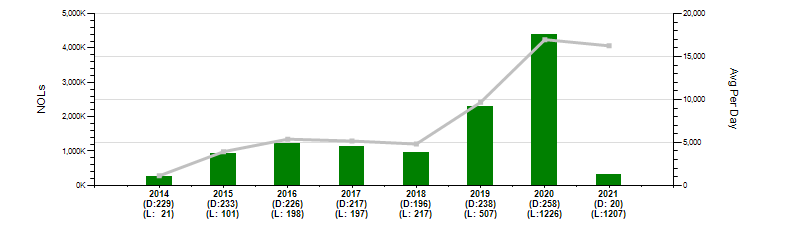 5,000K
4,000K
3,000K
2,000K
1,000K
0K
NOLs
20,000
15,000
10,000
5,000
0
Avg Per Day
2014 2015 2016 2017 2018 2019 2020 2021
(D:229) (D:233) (D:226) (D:217) (D:196) (D:238) (D:258) (D: 20)
(L: 21) (L: 101) (L: 198) (L: 197) (L: 217) (L: 507) (L:1226) (L:1207)